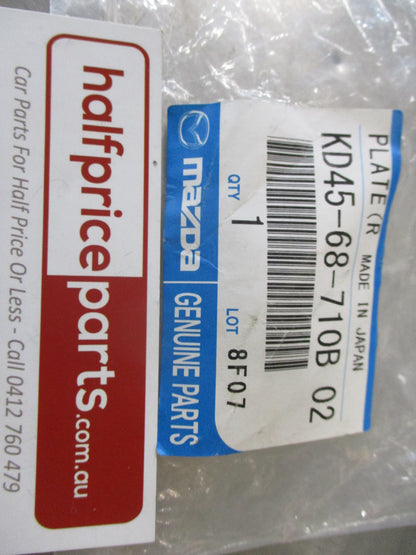 halfpriceparts.com.au
Car Parts For Half Price Or Less - Call 0412 760 479
PLATE(R MADE IN JAPAN
KD45-68-710B 02
QTY 1 LOT 8F07
mazda GENUINE PARTS